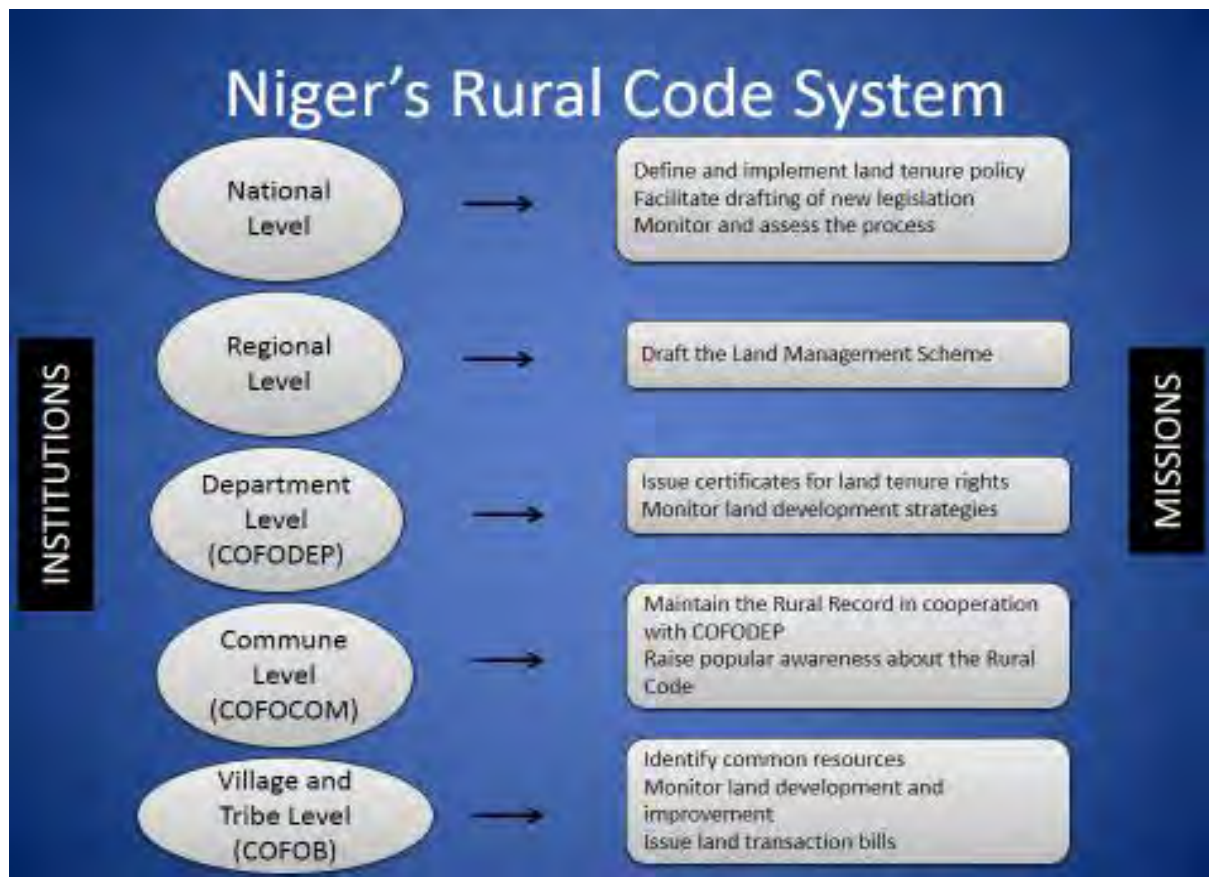 Niger's Rural Code System
INSTITUTIONS
National
Level
Define and implement land tenure policy
Facilitate drafting of new legislation
Monitor and assess the process
Regional
Level
Draft the Land Management Scheme
Department
Level
(COFODEP)
Issue certificates for land tenure rights
Monitor land development strategies
Commune
Level
(COFOCOM)
Maintain the Rural Record in cooperation
with COFODEP
Raise popular awareness about the Rural
Code
Village and
Tribe Level
(COFOB)
Identify common resources
Monitor land development and
improvement
Issue land transaction bills
MISSIONS